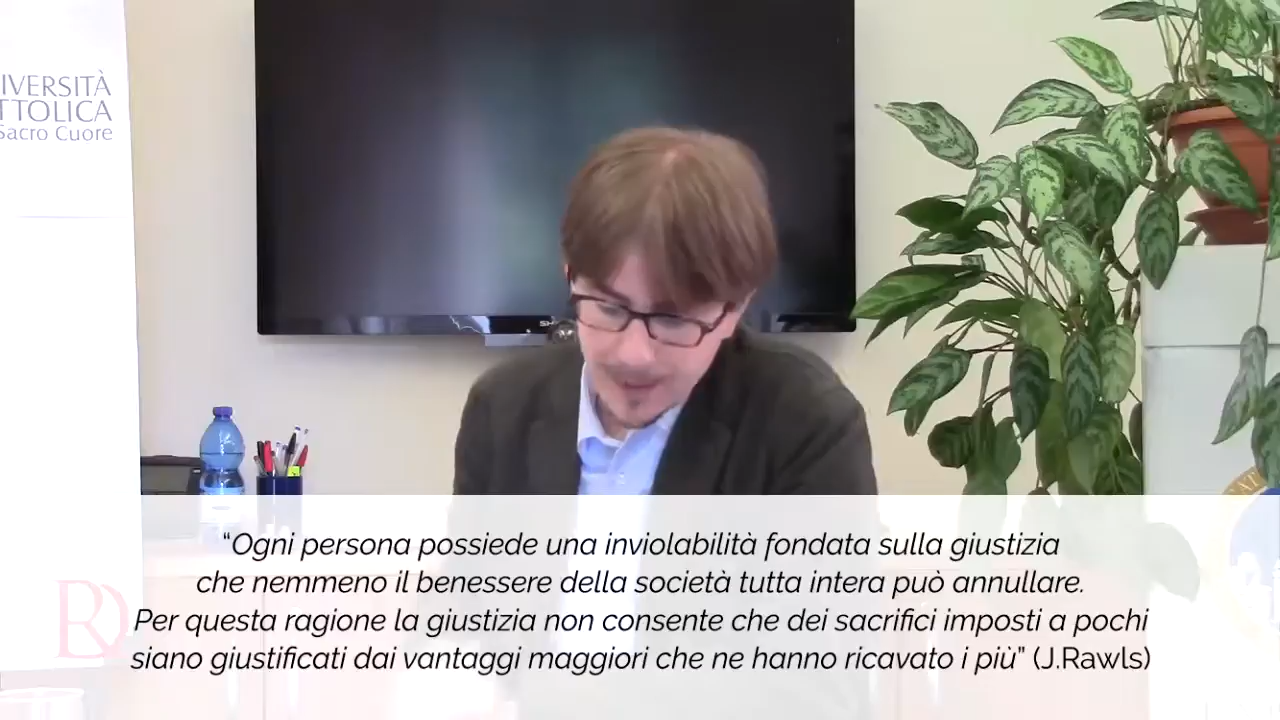 IVERSITÀ
TTOLICA
Sacro Cuore
“Ogni persona possiede una inviolabilità fondata sulla giustizia
che nemmeno il benessere della società tutta intera può annullare.
Per questa ragione la giustizia non consente che dei sacrifici imposti a pochi
siano giustificati dai vantaggi maggiori che ne hanno ricavato i più” (J.Rawls)